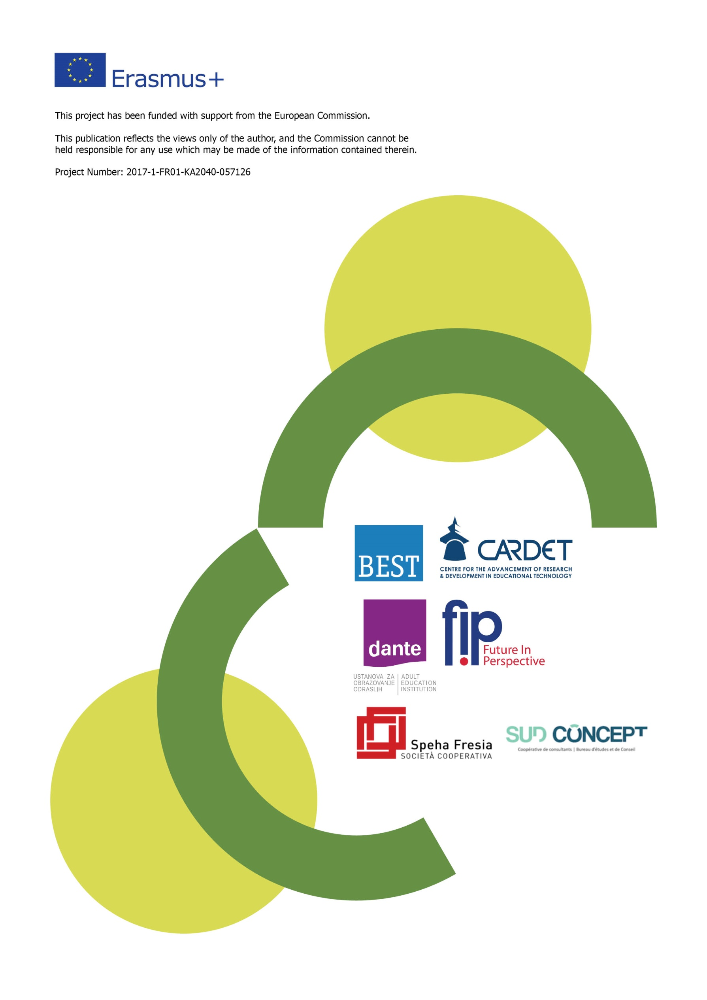 Erasmus+
This project has been funded with support from the European Commission.
This publication reflects the views only of the author, and the Commission cannot be
held responsible for any use which may be made of the information contained therein.
Project Number: 2017-1-FR01-KA2040-057126
BEST
CARDET
CENTRE FOR THE ADVANCEMENT OF RESEARCH
& DEVELOPMENT IN EDUCATIONAL TECHNOLOGY
dante
USTANOVA ZA
OBRAZOVANJE
ODRASLIH
ADULT
EDUCATION
INSTITUTION
fip
Future In
Perspective
Speha Fresia
SOCIETÀ COOPERATIVA
SUD CONCEPT
Coopérative de consultants | Bureau d'études et de Conseil